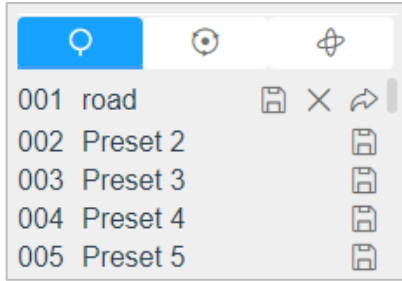 001 road
002 Preset 2
003 Preset 3
004 Preset 4
005 Preset 5